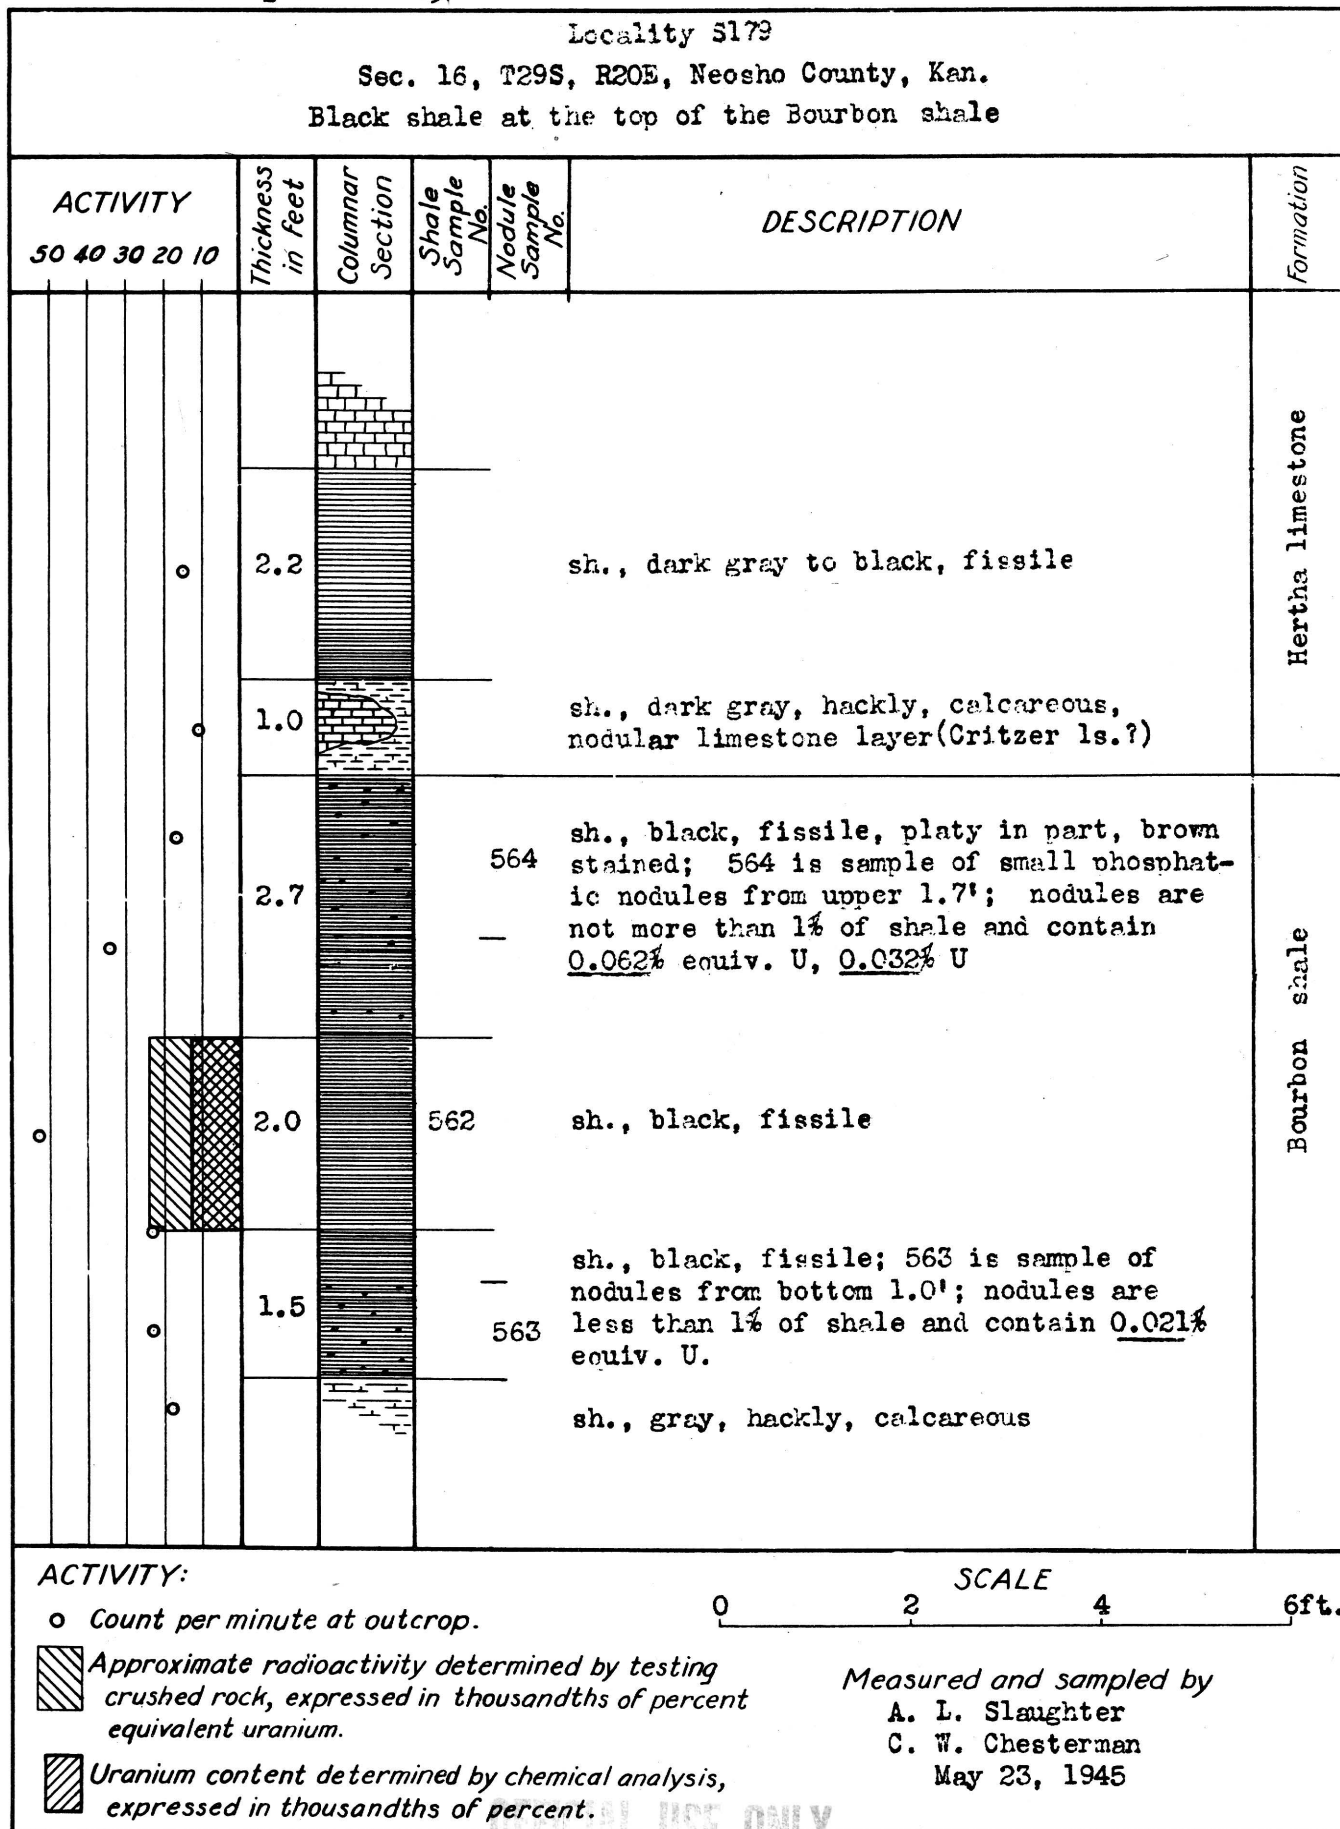 Locality S179
Sec. 16, T29S, R20E, Neosho County, Kan.
Black shale at the top of the Bourbon shale
ACTIVITY
50 40 30 20 10
Thickness in feet
Columnar Section
Shale Sample No.
Nodule Sample No.
DESCRIPTION
Formation
Hertha limestone
2.2
sh., dark gray to black, fissile
1.0
sh., dark gray, hackly, calcareous,
nodular limestone layer(Critzer ls.?)
2.7
564
sh., black, fissile, platy in part, brown
stained; 564 is sample of small phosphat-
ic nodules from upper 1.7'; nodules are
not more than 1% of shale and contain
0.062% equiv. U, 0.032% U
Bourbon shale
2.0
562
sh., black, fissile
1.5
563
sh., black, fissile; 563 is sample of
nodules from bottom 1.0'; nodules are
less than 1% of shale and contain 0.021%
equiv. U.
sh., gray, hackly, calcareous
ACTIVITY:
Count per minute at outcrop.
Approximate radioactivity determined by testing
crushed rock, expressed in thousandths of percent
equivalent uranium.
Uranium content determined by chemical analysis,
expressed in thousandths of percent.
SCALE
0 2 4 6ft.
Measured and sampled by
A. L. Slaughter
C. W. Chesterman
May 23, 1945
OFFICIAL USE ONLY